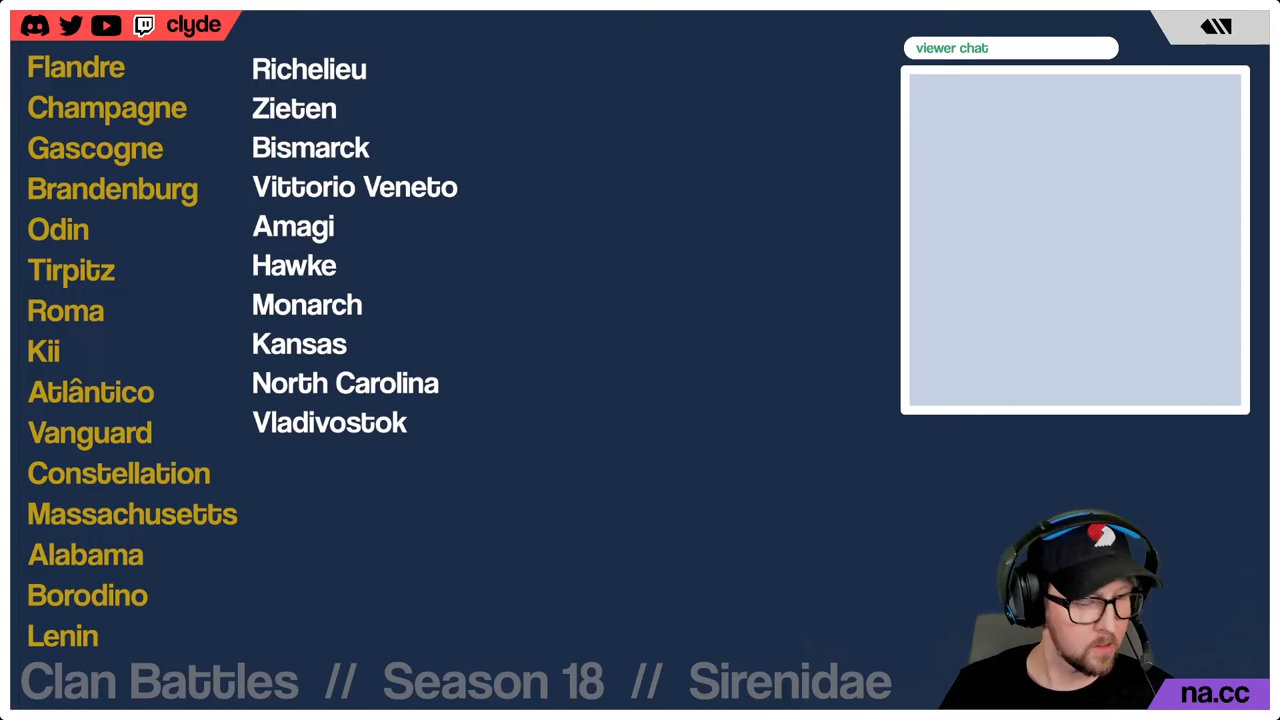 clyde
viewer chat
Flandre
Champagne
Gascogne
Brandenburg
Odin
Tirpitz
Roma
Kii
Atlântico
Vanguard
Constellation
Massachusetts
Alabama
Borodino
Lenin
Richelieu
Zieten
Bismarck
Vittorio Veneto
Amagi
Hawke
Monarch
Kansas
North Carolina
Vladivostok
Clan Battles // Season 18 // Sirenidae
na.cc